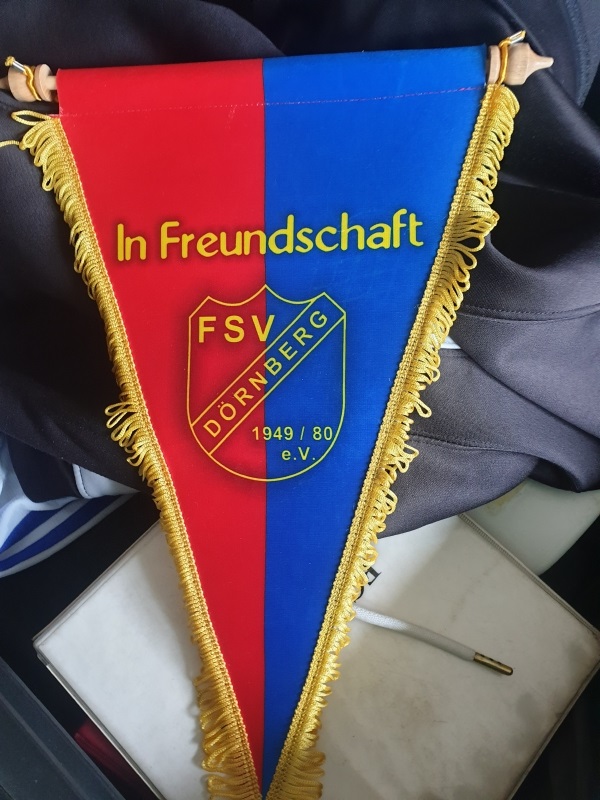 In Freundschaft
FSV
DÖRNBERG
1949 / 80
e.V.